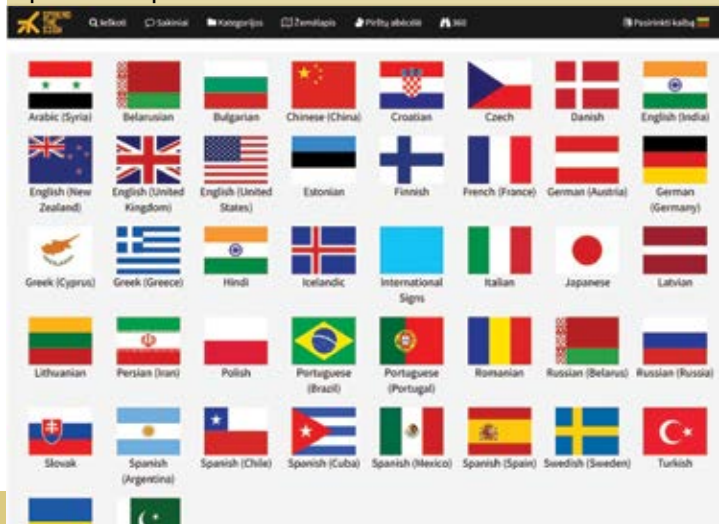 SPREAD
THE
SIGN
Ieškoti
Sakiniai
Kategorijos
Žemėlapis
Pirštų abėcėlė
360
Pasirinkti kalbą
Arabic (Syria)
Belarusian
Bulgarian
Chinese (China)
Croatian
Czech
Danish
English (India)
English (New
Zealand)
English (United
Kingdom)
English (United
States)
Estonian
Finnish
French (France)
German (Austria)
German
(Germany)
Greek (Cyprus)
Greek (Greece)
Hindi
Icelandic
International
Signs
Italian
Japanese
Latvian
Lithuanian
Persian (Iran)
Polish
Portuguese
(Brazil)
Portuguese
(Portugal)
Romanian
Russian (Belarus)
Russian (Russia)
Slovak
Spanish
(Argentina)
Spanish (Chile)
Spanish (Cuba)
Spanish (Mexico)
Spanish (Spain)
Swedish (Sweden)
Turkish